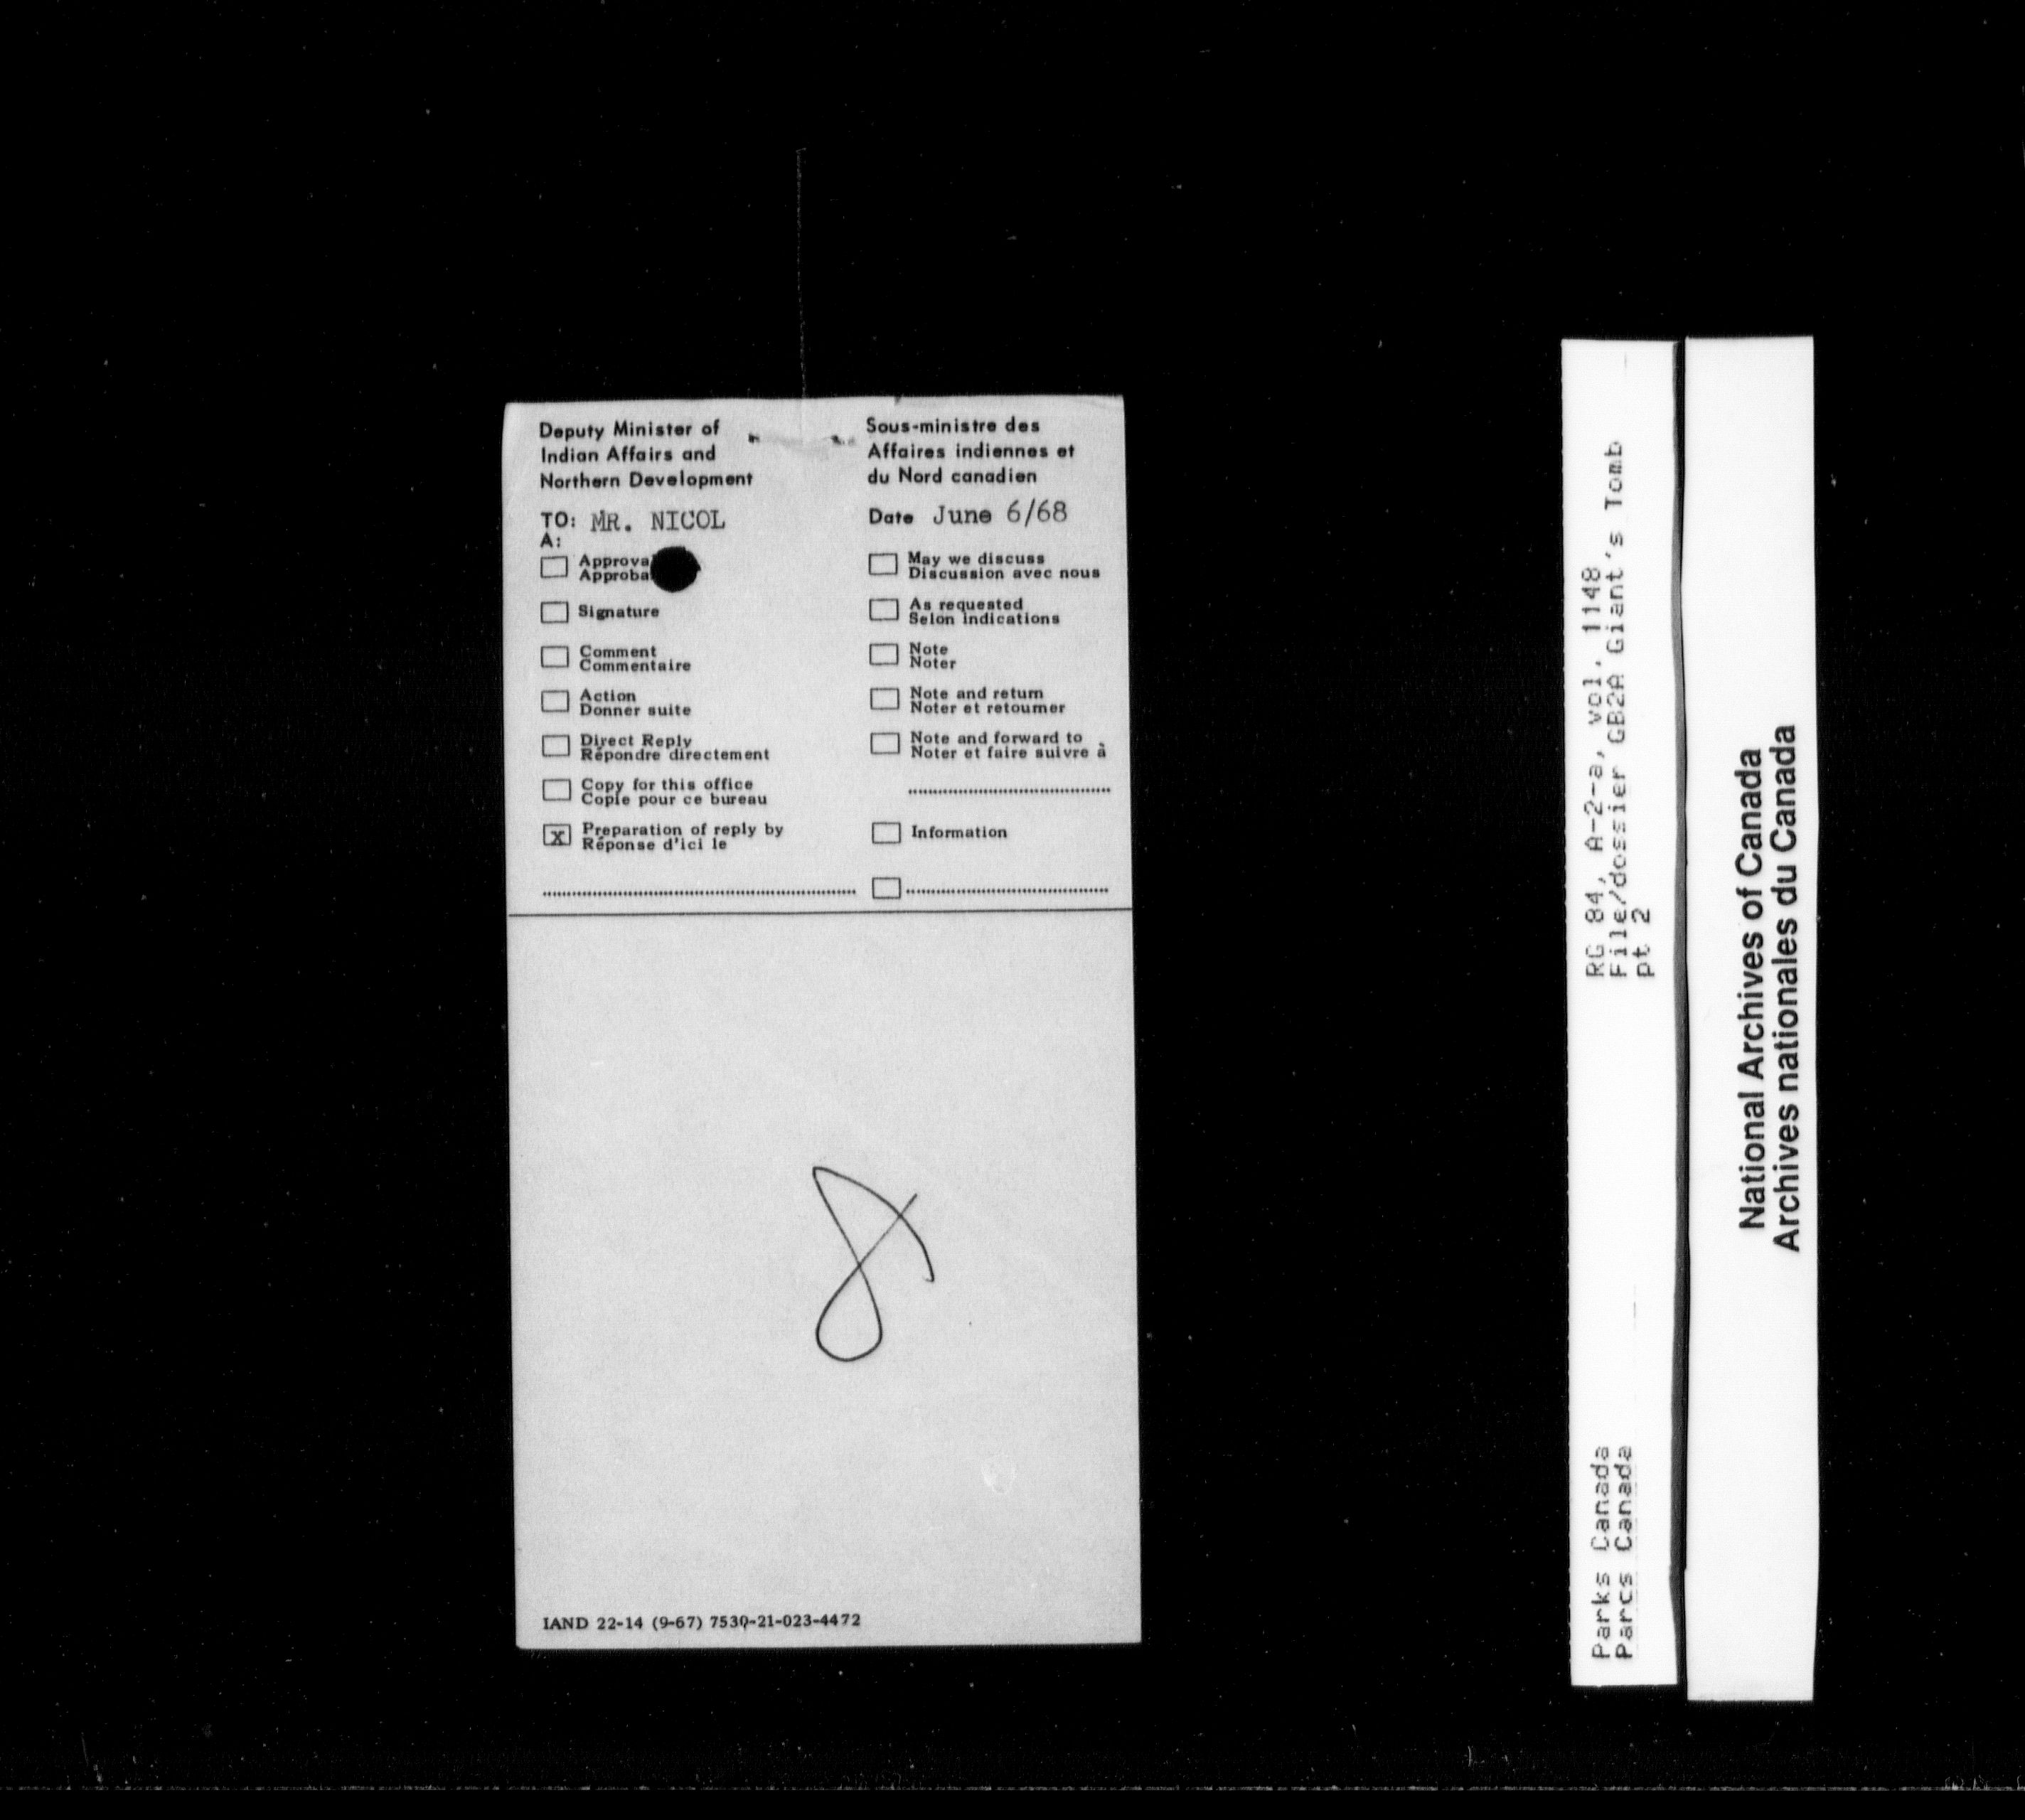 Deputy Minister of
Indian Affairs and
Northern Development
Sous-ministre des
Affaires indiennes et
du Nord canadien
TO: MR. NICOL
A:
Date June 6/68
Approva
Approba
Signature
Comment
Commentaire
Action
Donner suite
Direct Reply
Répondre directement
Copy for this office
Copie pour ce bureau
X Preparation of reply by
Réponse d'ici le
May we discuss
Discussion avec nous
As requested
Selon indications
Note
Noter
Note and return
Noter et retourner
Note and forward to
Noter et faire suivre à
Information
IAND 22-14 (9-67) 7530-21-023-4472
RG 84, A-2-a, vol. 1148
File/dossier GB2A Giant's Tomb
pt 2
Parks Canada
Parcs Canada
National Archives of Canada
Archives nationales du Canada